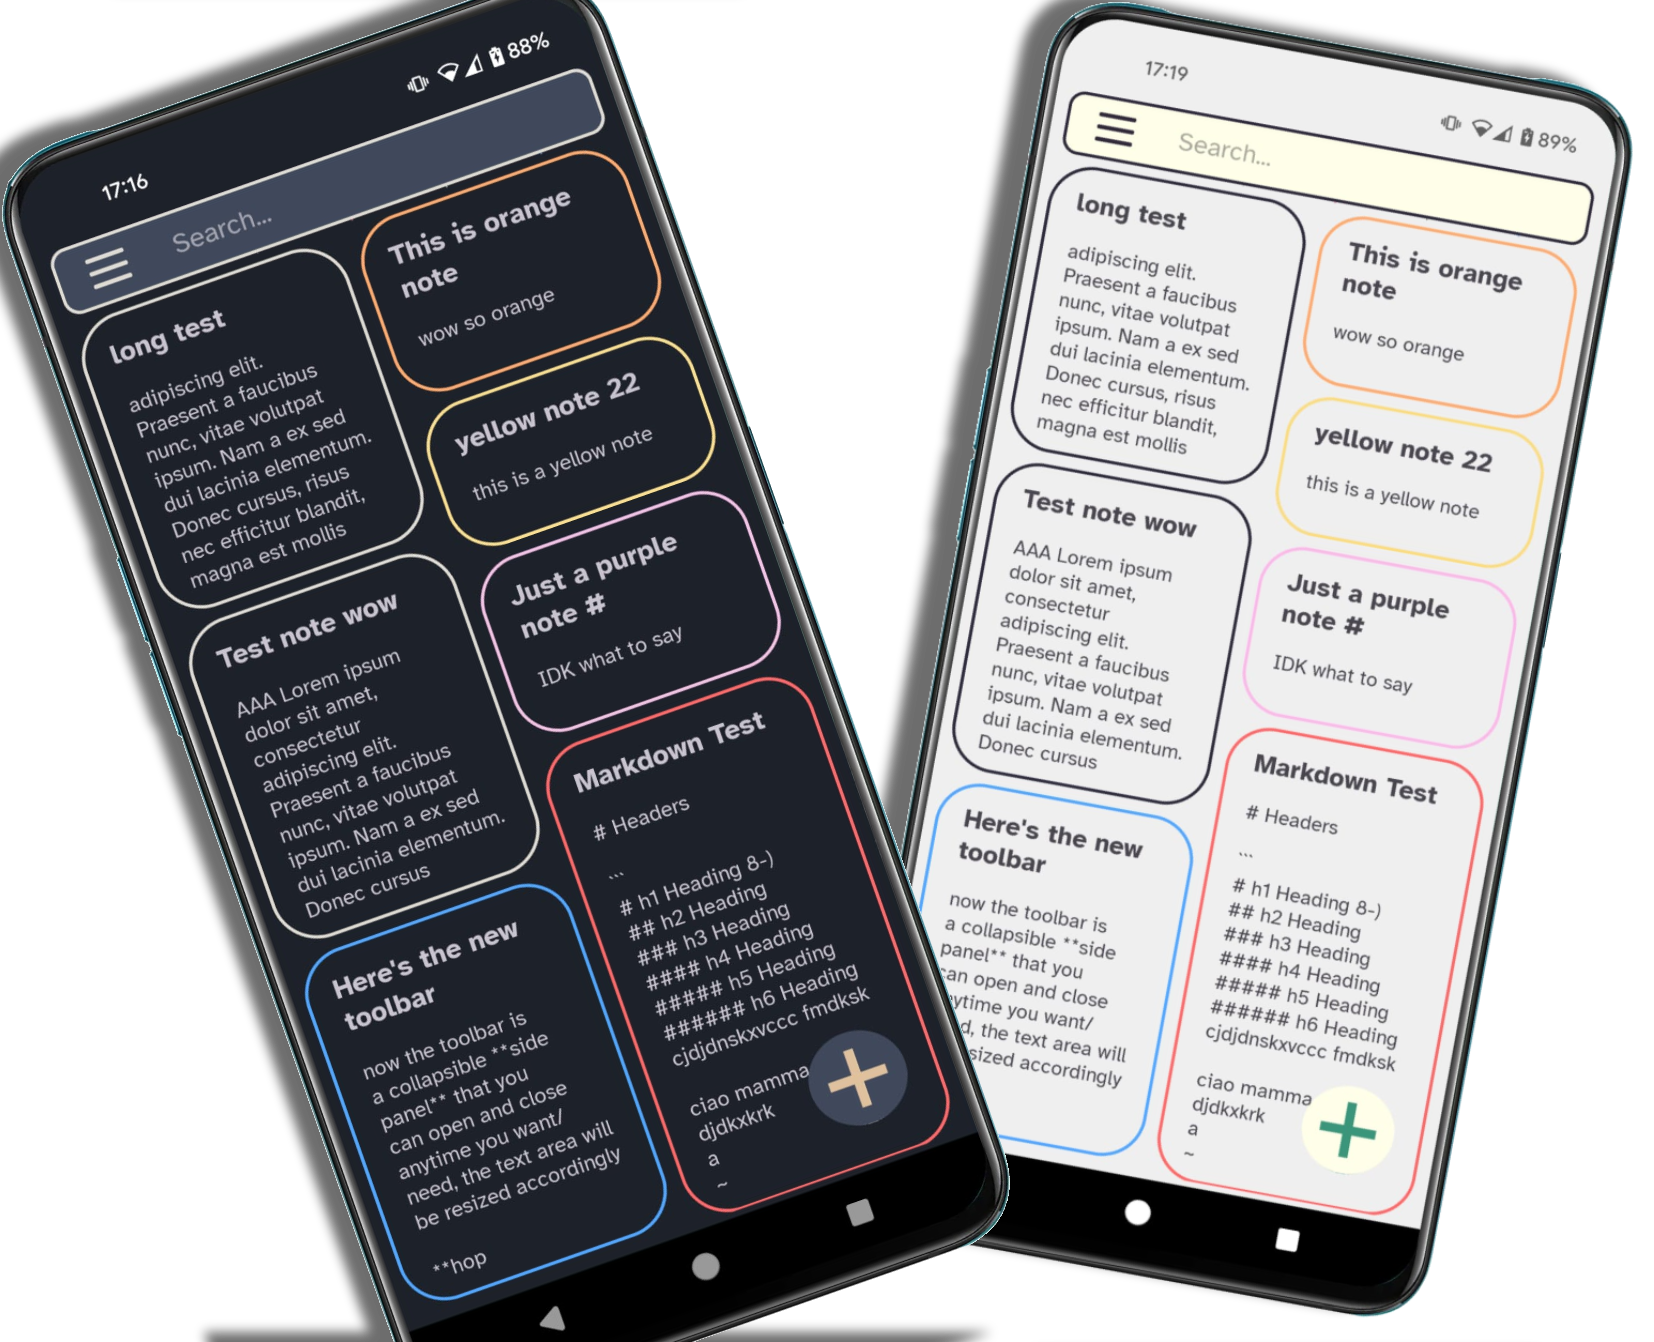 17:16
88%
Search...
long test
adipiscing elit.
Praesent a faucibus
nunc, vitae volutpat
ipsum. Nam a ex sed
dui lacinia elementum.
Donec cursus, risus
nec efficitur blandit,
magna est mollis
Test note wow
AAA Lorem ipsum
dolor sit amet,
consectetur
adipiscing elit.
Praesent a faucibus
nunc, vitae volutpat
ipsum. Nam a ex sed
dui lacinia elementum.
Donec cursus
Here's the new
toolbar
now the toolbar is
a collapsible **side
panel** that you
can open and close
anytime you want/
need, the text area will
be resized accordingly
**hop
This is orange
note
wow so orange
yellow note 22
this is a yellow note
Just a purple
note #
IDK what to say
Markdown Test
# Headers
```
# h1 Heading 8-)
## h2 Heading
### h3 Heading
#### h4 Heading
##### h5 Heading
###### h6 Heading
cjdjdnskxvccc fmdksk
ciao mamma
djdkxkrk
a
~
17:19
89%
Search...
long test
adipiscing elit.
Praesent a faucibus
nunc, vitae volutpat
ipsum. Nam a ex sed
dui lacinia elementum.
Donec cursus, risus
nec efficitur blandit,
magna est mollis
Test note wow
AAA Lorem ipsum
dolor sit amet,
consectetur
adipiscing elit.
Praesent a faucibus
nunc, vitae volutpat
ipsum. Nam a ex sed
dui lacinia elementum.
Donec cursus
Here's the new
toolbar
now the toolbar is
a collapsible **side
panel** that you
can open and close
ytime you want/
d, the text area will
sized accordingly
This is orange
note
wow so orange
yellow note 22
this is a yellow note
Just a purple
note #
IDK what to say
Markdown Test
# Headers
```
# h1 Heading 8-)
## h2 Heading
### h3 Heading
#### h4 Heading
##### h5 Heading
###### h6 Heading
cjdjdnskxvccc fmdksk
ciao mamma
djdkxkrk
a
~